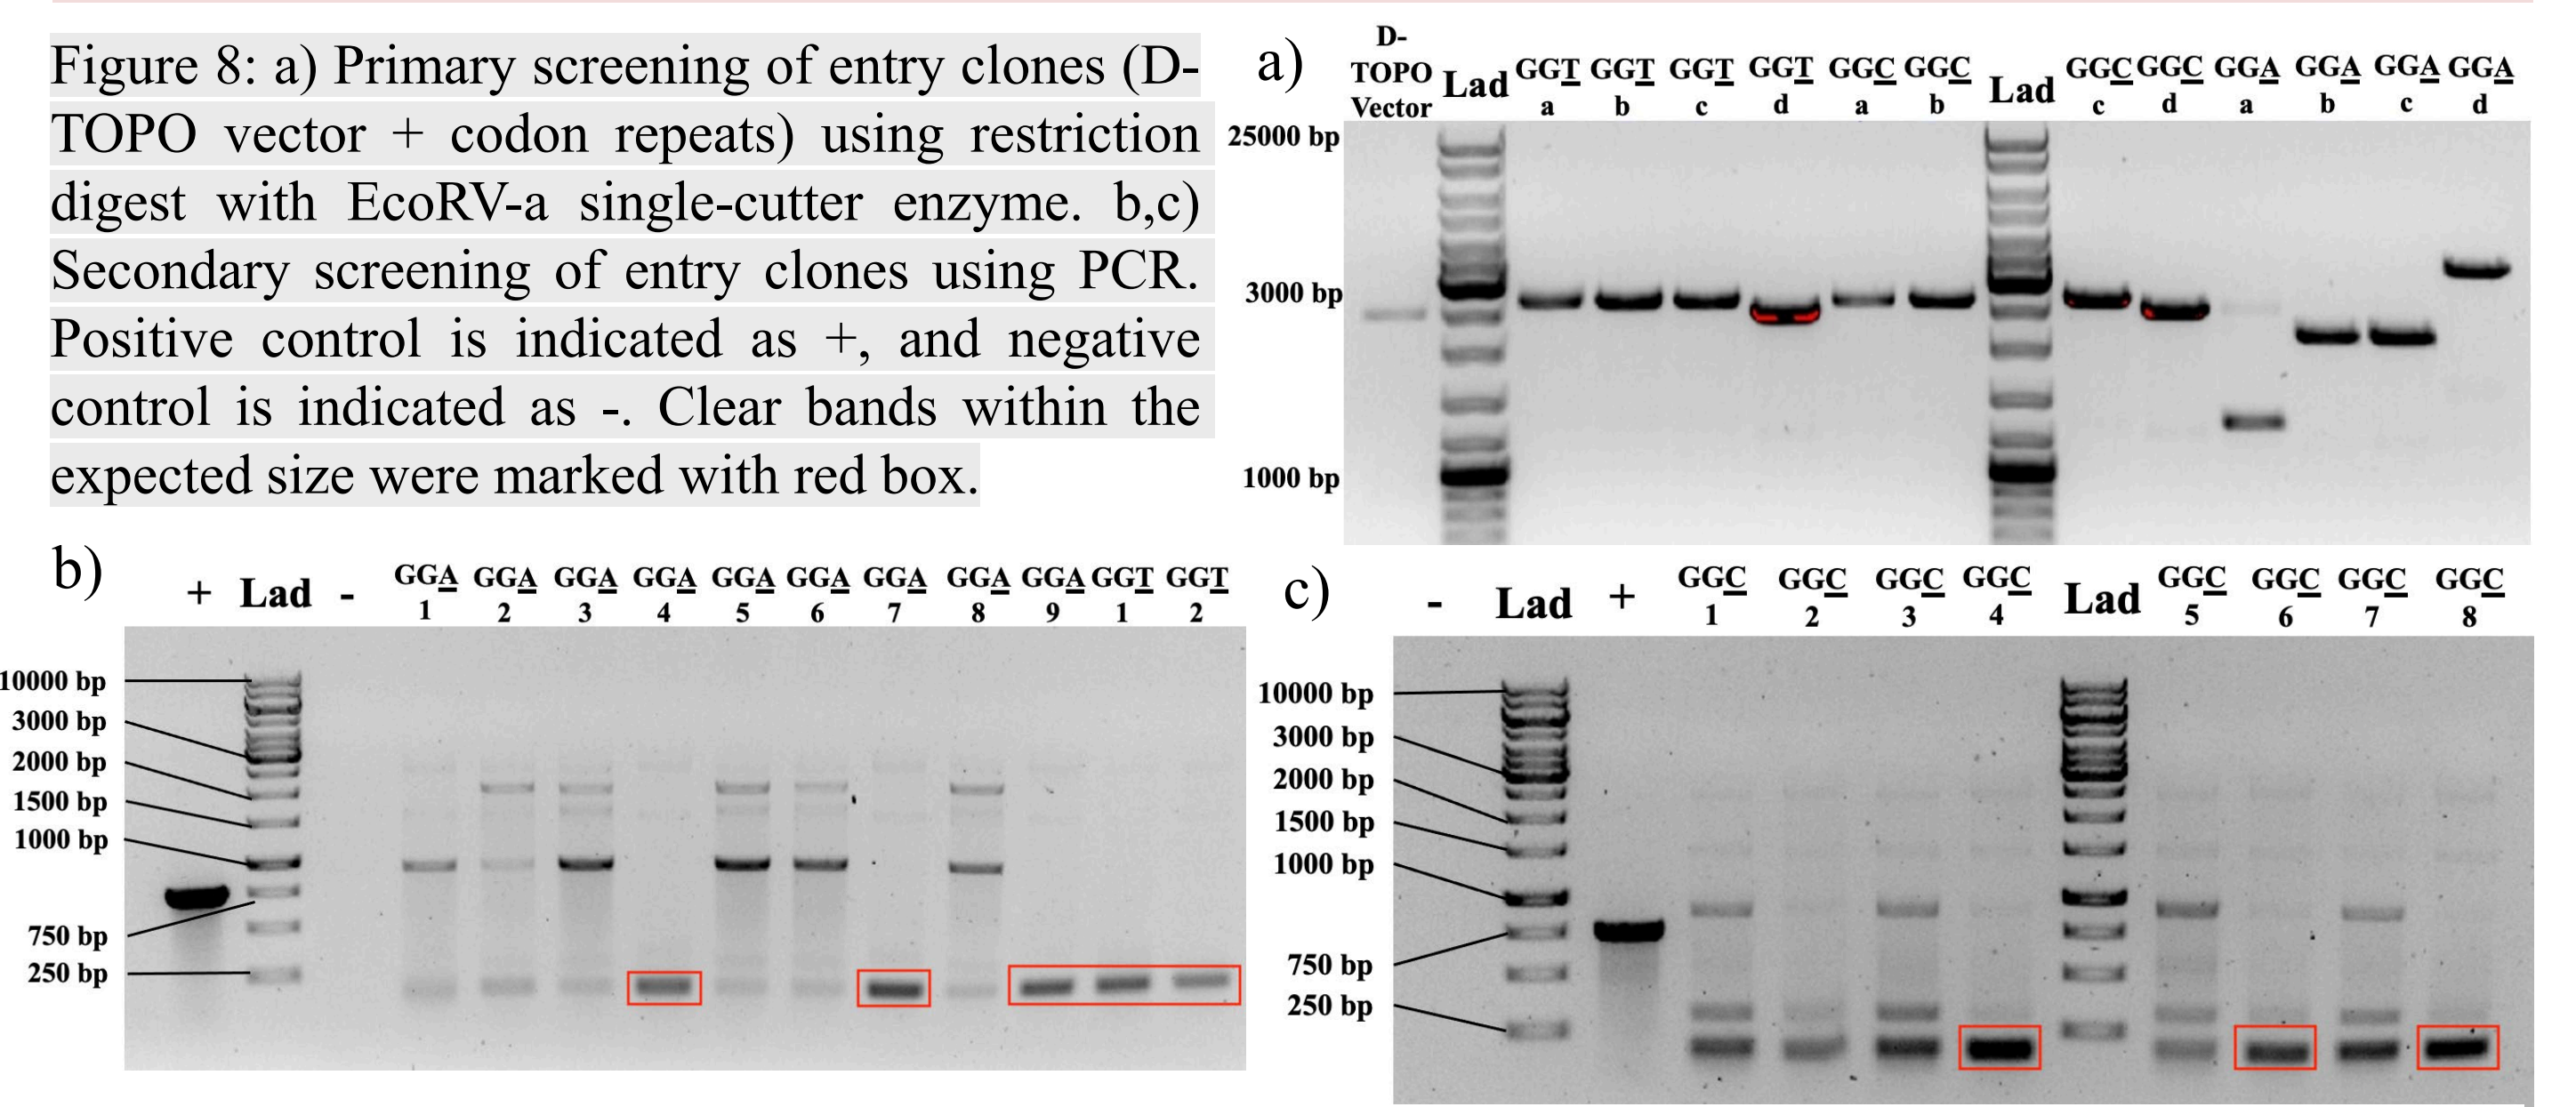 Figure 8: a) Primary screening of entry clones (D-
TOPO vector + codon repeats) using restriction
digest with EcoRV-a single-cutter enzyme. b,c)
Secondary screening of entry clones using PCR.
Positive control is indicated as +, and negative
control is indicated as -. Clear bands within the
expected size were marked with red box.
a)
D-
TOPO
Vector
Lad
GGT GGT GGT GGT GGC GGC
a b c d a b
Lad
GGC GGC GGA GGA GGA GGA
c d a b c d
25000 bp
3000 bp
1000 bp
b)
+ Lad -
GGA GGA GGA GGA GGA GGA GGA GGA GGA GGT GGT
1 2 3 4 5 6 7 8 9 1 2
10000 bp
3000 bp
2000 bp
1500 bp
1000 bp
750 bp
250 bp
c)
- Lad +
GGC GGC GGC GGC
1 2 3 4
Lad
GGC GGC GGC GGC
5 6 7 8
10000 bp
3000 bp
2000 bp
1500 bp
1000 bp
750 bp
250 bp